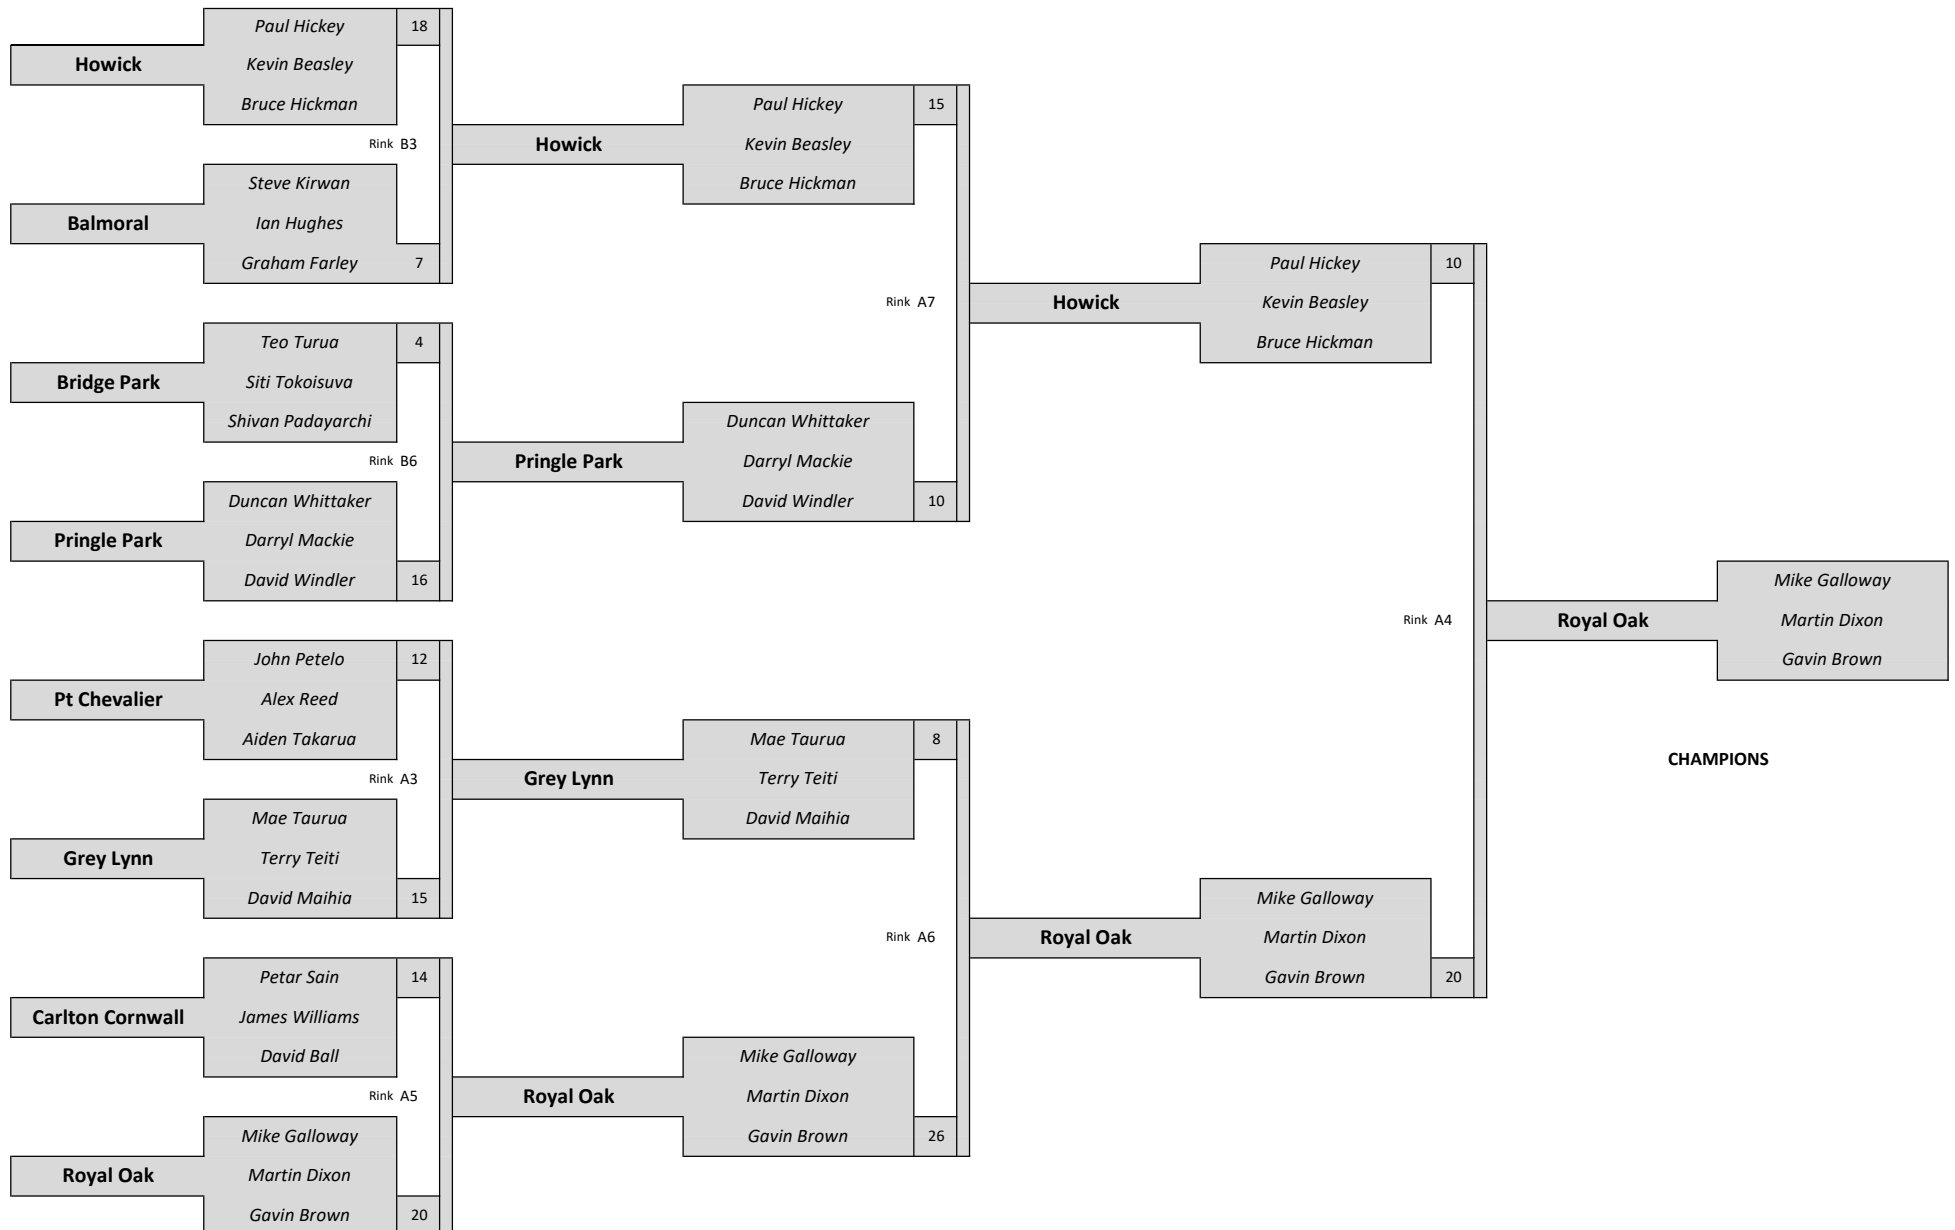 Paul Hickey 18
Howick Kevin Beasley
Bruce Hickman
Rink B3
Steve Kirwan
Balmoral Ian Hughes
Graham Farley 7
Teo Turua 4
Bridge Park Siti Tokoisuva
Shivan Padayarchi
Rink B6
Duncan Whittaker
Pringle Park Darryl Mackie
David Windler 16
John Petelo 12
Pt Chevalier Alex Reed
Aiden Takarua
Rink A3
Mae Taurua
Grey Lynn Terry Teiti
David Maihia 15
Petar Sain 14
Carlton Cornwall James Williams
David Ball
Rink A5
Mike Galloway
Royal Oak Martin Dixon
Gavin Brown 20
Paul Hickey 15
Howick Kevin Beasley
Bruce Hickman
Rink A7
Duncan Whittaker
Pringle Park Darryl Mackie
David Windler 10
Mae Taurua 8
Grey Lynn Terry Teiti
David Maihia
Rink A6
Mike Galloway
Royal Oak Martin Dixon
Gavin Brown 26
Paul Hickey 10
Howick Kevin Beasley
Bruce Hickman
Rink A4
Mike Galloway
Royal Oak Martin Dixon
Gavin Brown 20
Mike Galloway
Royal Oak Martin Dixon
Gavin Brown
CHAMPIONS